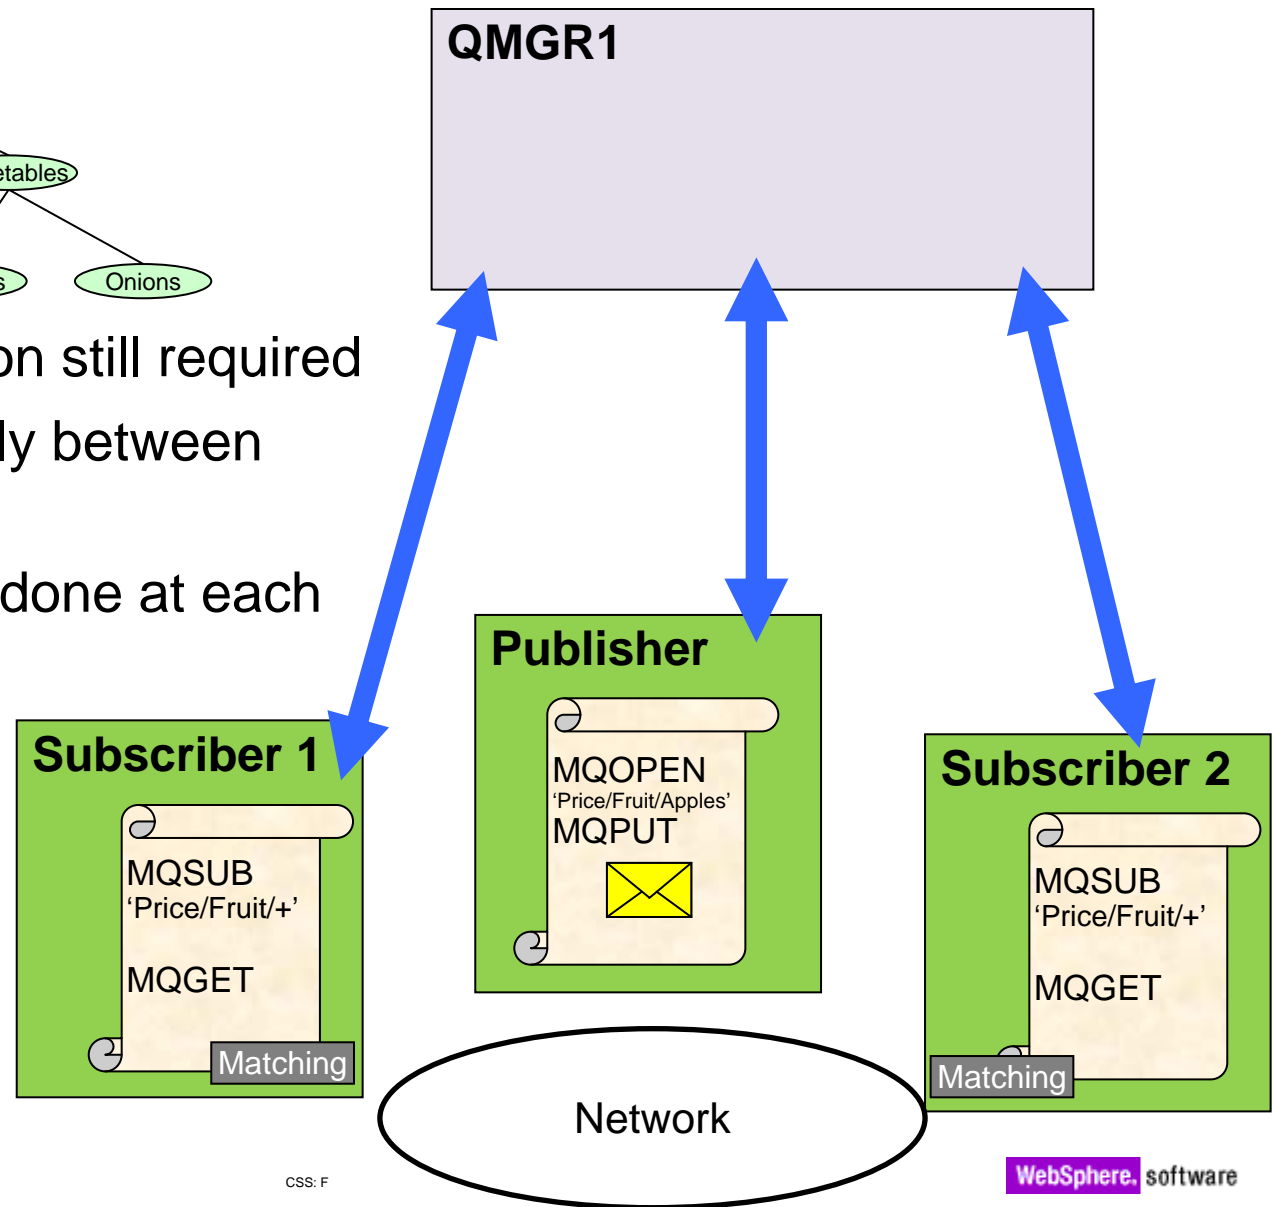 QMGR1
etables
s
Onions
on still required
ly between
done at each
Publisher
MQOPEN
‘Price/Fruit/Apples’
MQPUT
Subscriber 1
MQSUB
‘Price/Fruit/+’
MQGET
Matching
Subscriber 2
MQSUB
‘Price/Fruit/+’
MQGET
Matching
Network
CSS: F
WebSphere. software